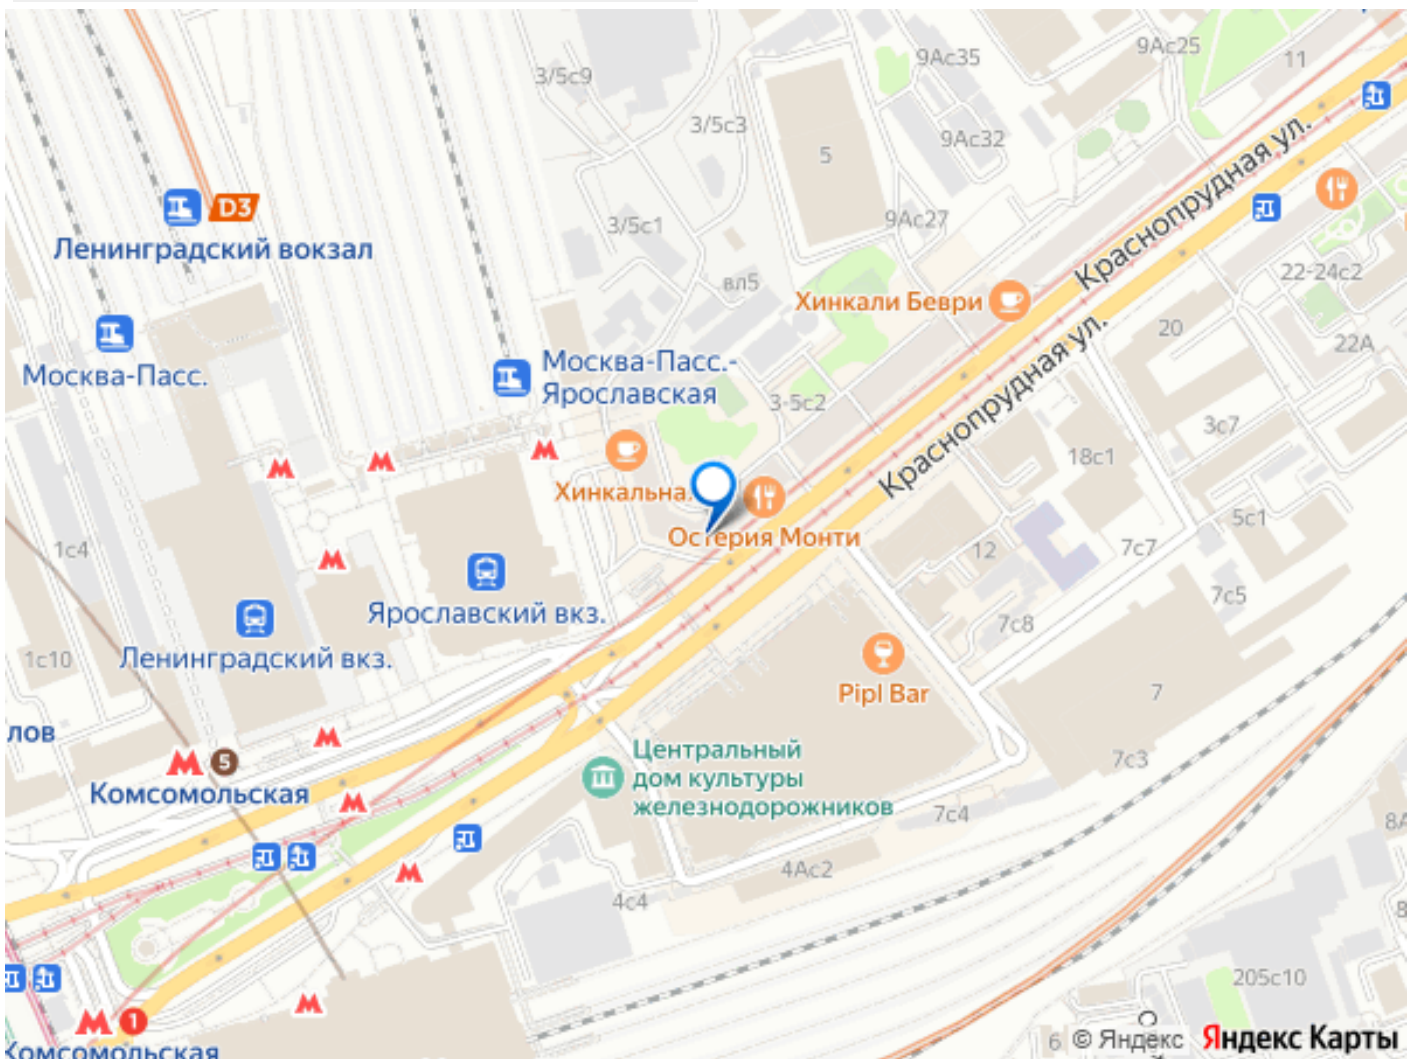 9Ас25
11
9Ас35
3/5с9
3/5с3
9Ас32
5
Краснопрудная ул.
D3
Ленинградский вокзал
3/5с1
9Ас27
вл5
22-24с2
Хинкали Беври
20
22А
Москва-Пасс.
Москва-Пасс.-
Ярославская
3-5с2
Краснопрудная ул.
3с7
18с1
Хинкальна
Остерия Монти
5с1
1с4
12
7с7
7с5
Ярославский вкз.
7с8
1с10
Ленинградский вкз.
Pipl Bar
7
лов
5
Комсомольская
Центральный
дом культуры
железнодорожников
7с3
7с4
8А
4Ас2
4с4
8
205с10
1
Комсомольская
6
© Яндекс
Яндекс Карты